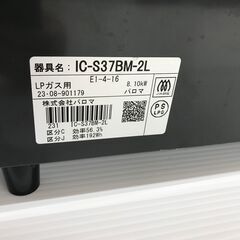 器具名：IC-S37BM-2L
EI-4-16
LPガス用 8.10kW
23・08-901179 パロマ
株式会社パロマ
231 IC-S37BM-2L
区分C 効率56.3%
区分J 効率192Wh
PS
LPG